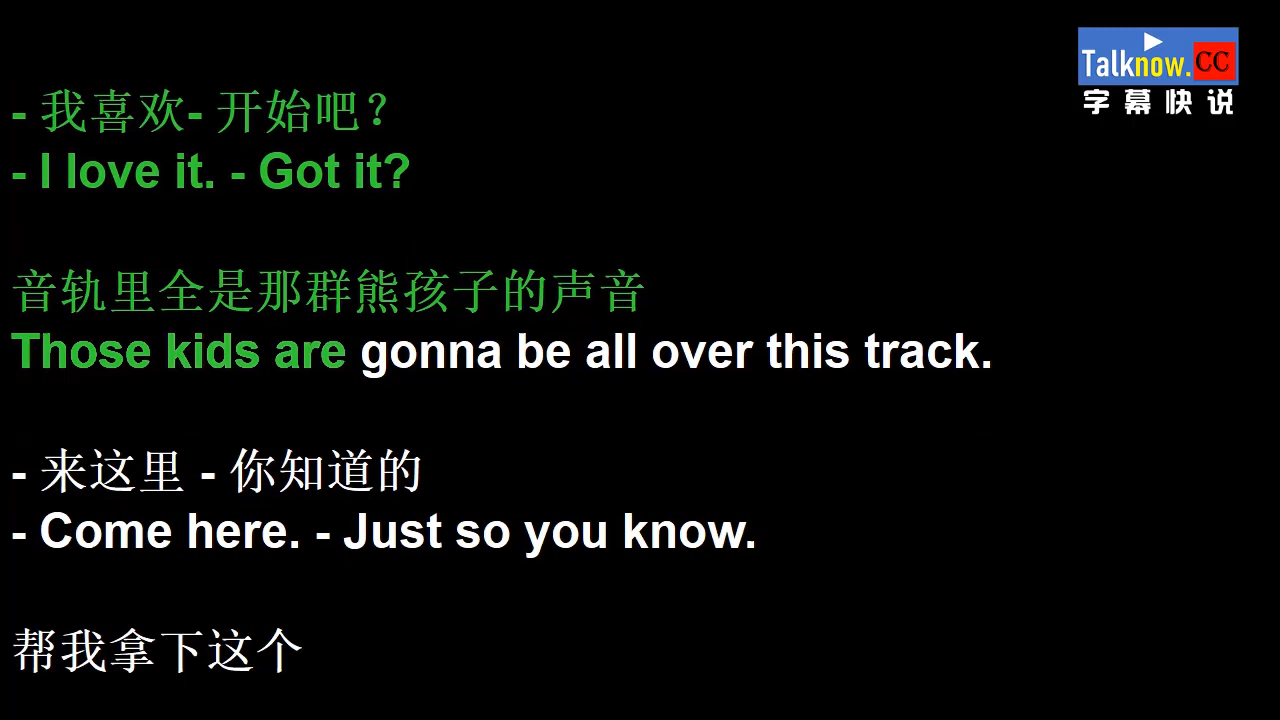 Talknow.CC
字幕快说
- 我喜欢- 开始吧？
- I love it. - Got it?
音轨里全是那群熊孩子的声音
Those kids are gonna be all over this track.
- 来这里 - 你知道的
- Come here. - Just so you know.
帮我拿下这个